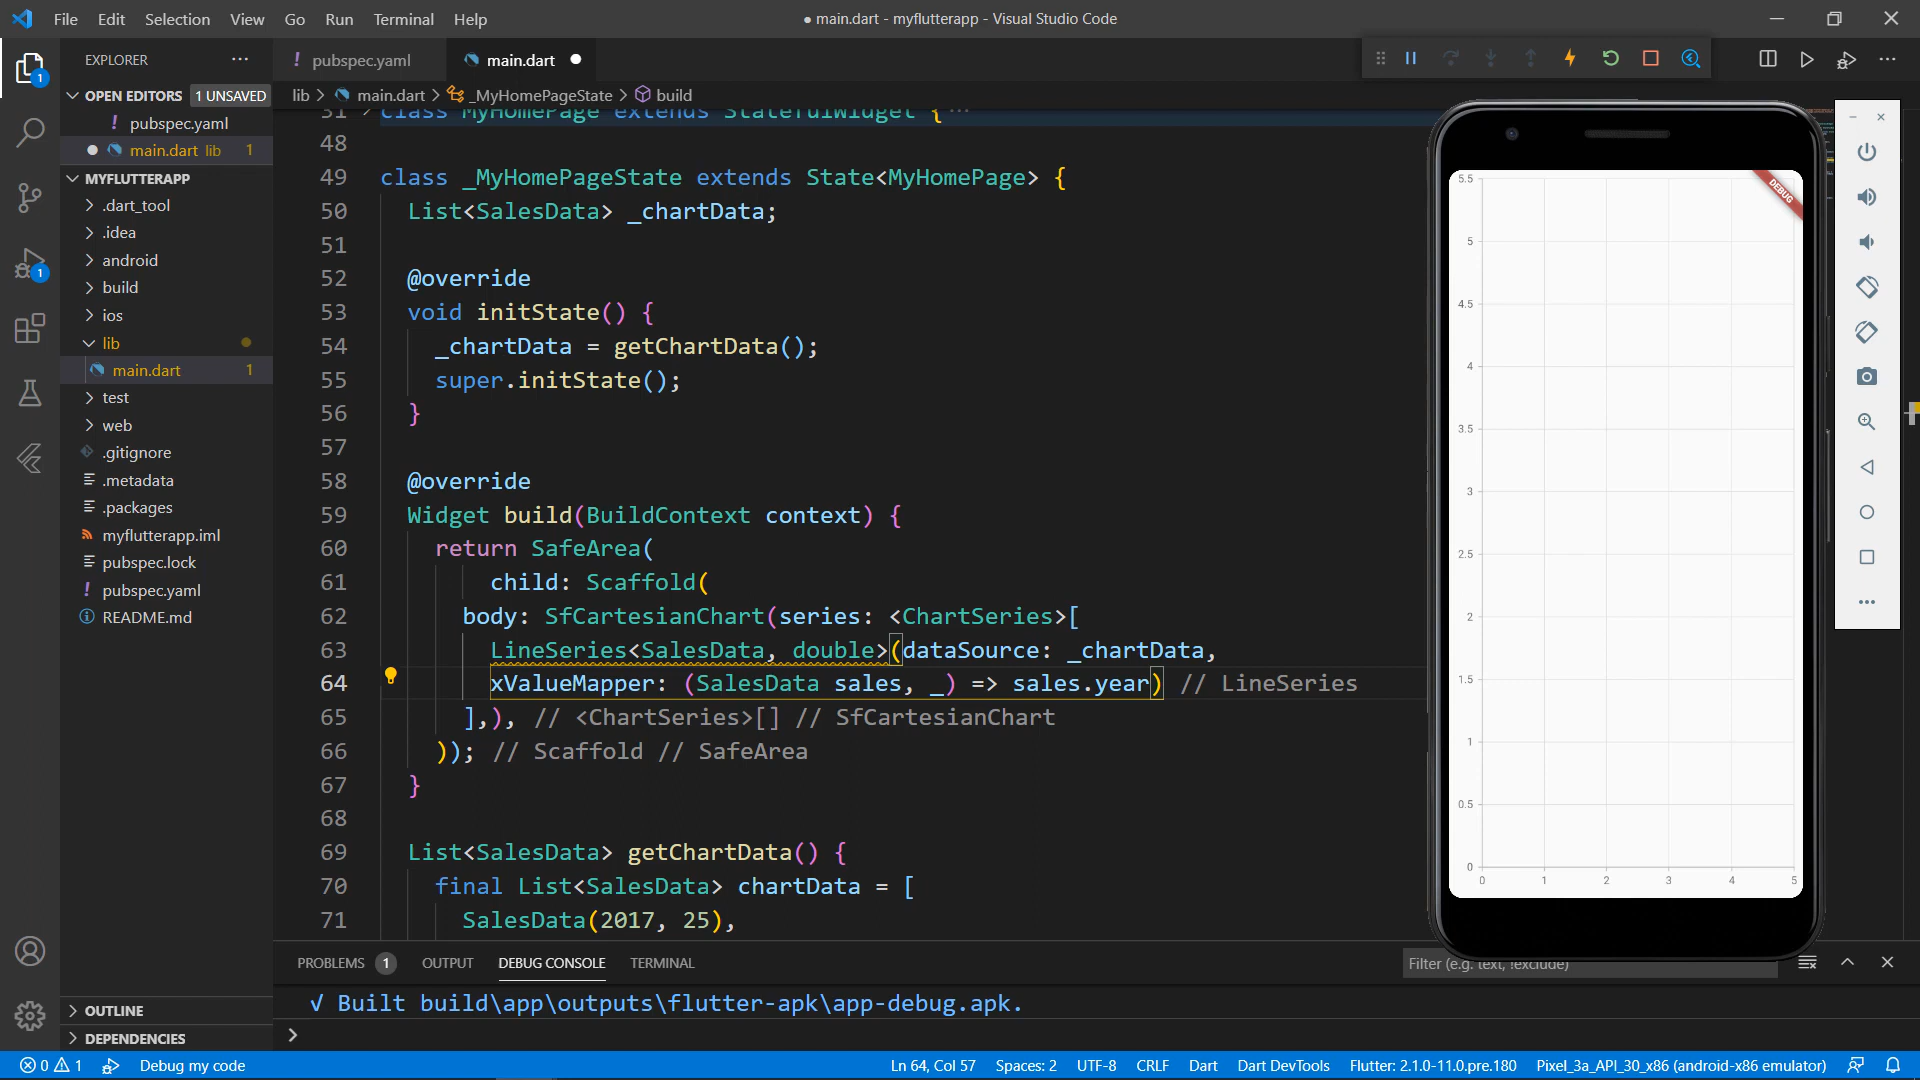 File Edit Selection View Go Run Terminal Help
● main.dart - myflutterapp - Visual Studio Code
EXPLORER
! pubspec.yaml
main.dart ●
OPEN EDITORS 1 UNSAVED
! pubspec.yaml
● main.dart lib 1
MYFLUTTERAPP
.dart_tool
.idea
android
build
ios
lib
main.dart 1
test
web
.gitignore
.metadata
.packages
myflutterapp.iml
pubspec.lock
! pubspec.yaml
README.md
OUTLINE
DEPENDENCIES
1
1
lib > main.dart > _MyHomePageState > build
31 class MyHomePage extends StatefulWidget {…
48
49 class _MyHomePageState extends State<MyHomePage> {
50 List<SalesData> _chartData;
51
52 @override
53 void initState() {
54 _chartData = getChartData();
55 super.initState();
56 }
57
58 @override
59 Widget build(BuildContext context) {
60 return SafeArea(
61 child: Scaffold(
62 body: SfCartesianChart(series: <ChartSeries>[
63 LineSeries<SalesData, double>(dataSource: _chartData,
64 xValueMapper: (SalesData sales, _) => sales.year) // LineSeries
65 ],), // <ChartSeries>[] // SfCartesianChart
66 )); // Scaffold // SafeArea
67 }
68
69 List<SalesData> getChartData() {
70 final List<SalesData> chartData = [
71 SalesData(2017, 25),
DEBUG
5.5
5
4.5
4
3.5
3
2.5
2
1.5
1
0.5
0
0 1 2 3 4 5
PROBLEMS 1 OUTPUT DEBUG CONSOLE TERMINAL
Filter (e.g. text, !exclude)
√ Built build\app\outputs\flutter-apk\app-debug.apk.
>
0 1 Debug my code
Ln 64, Col 57 Spaces: 2 UTF-8 CRLF Dart Dart DevTools Flutter: 2.1.0-11.0.pre.180 Pixel_3a_API_30_x86 (android-x86 emulator)